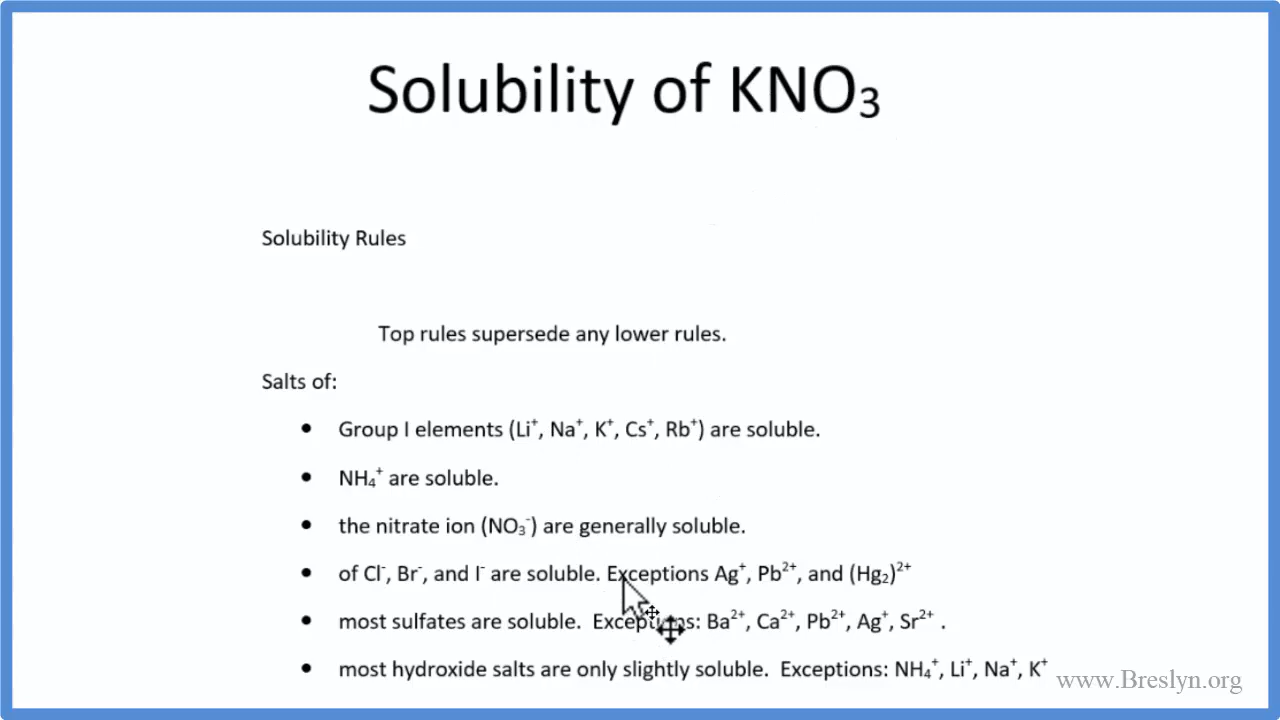 Solubility of KNO₃
Solubility Rules
Top rules supersede any lower rules.
Salts of:
• Group I elements (Li⁺, Na⁺, K⁺, Cs⁺, Rb⁺) are soluble.
• NH₄⁺ are soluble.
• the nitrate ion (NO₃⁻) are generally soluble.
• of Cl⁻, Br⁻, and I⁻ are soluble. Exceptions Ag⁺, Pb²⁺, and (Hg₂)²⁺
• most sulfates are soluble.  Exceptions: Ba²⁺, Ca²⁺, Pb²⁺, Ag⁺, Sr²⁺ .
• most hydroxide salts are only slightly soluble.  Exceptions: NH₄⁺, Li⁺, Na⁺, K⁺
www.Breslyn.org